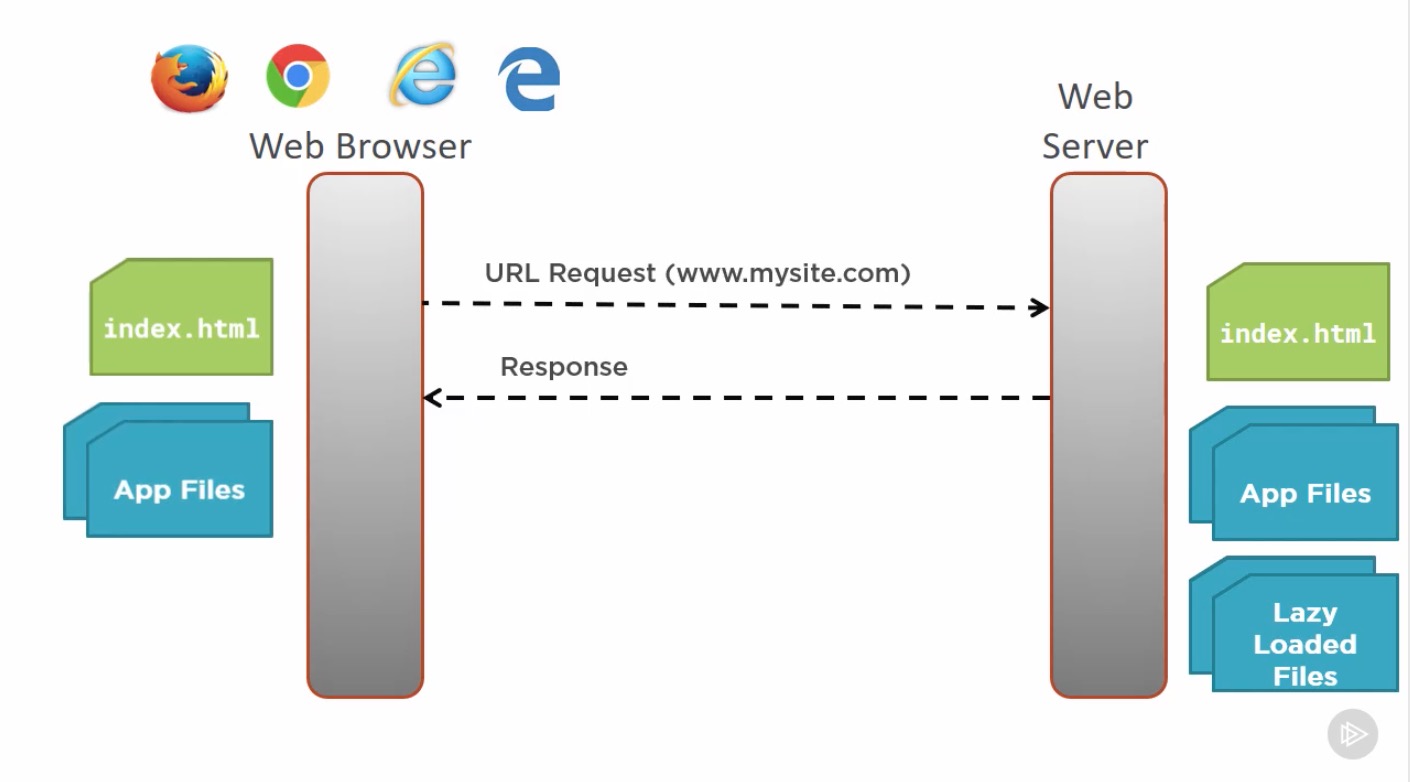 Web Browser
Web
Server
URL Request (www.mysite.com)
Response
index.html
App Files
index.html
App Files
Lazy
Loaded
Files